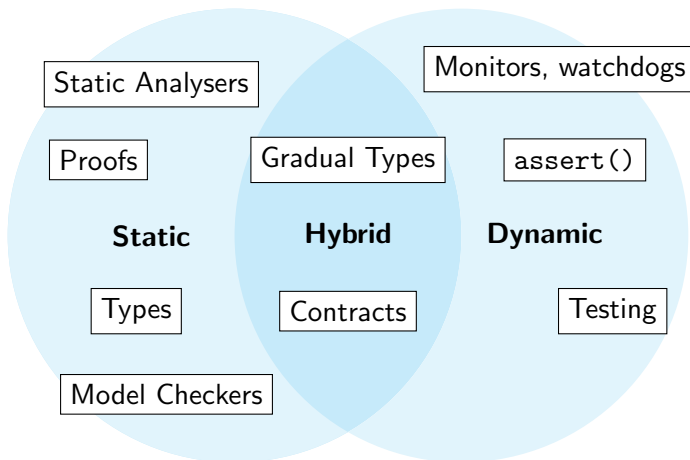 Static Analysers
Monitors, watchdogs
Proofs
Gradual Types
assert()
Static
Hybrid
Dynamic
Types
Contracts
Testing
Model Checkers